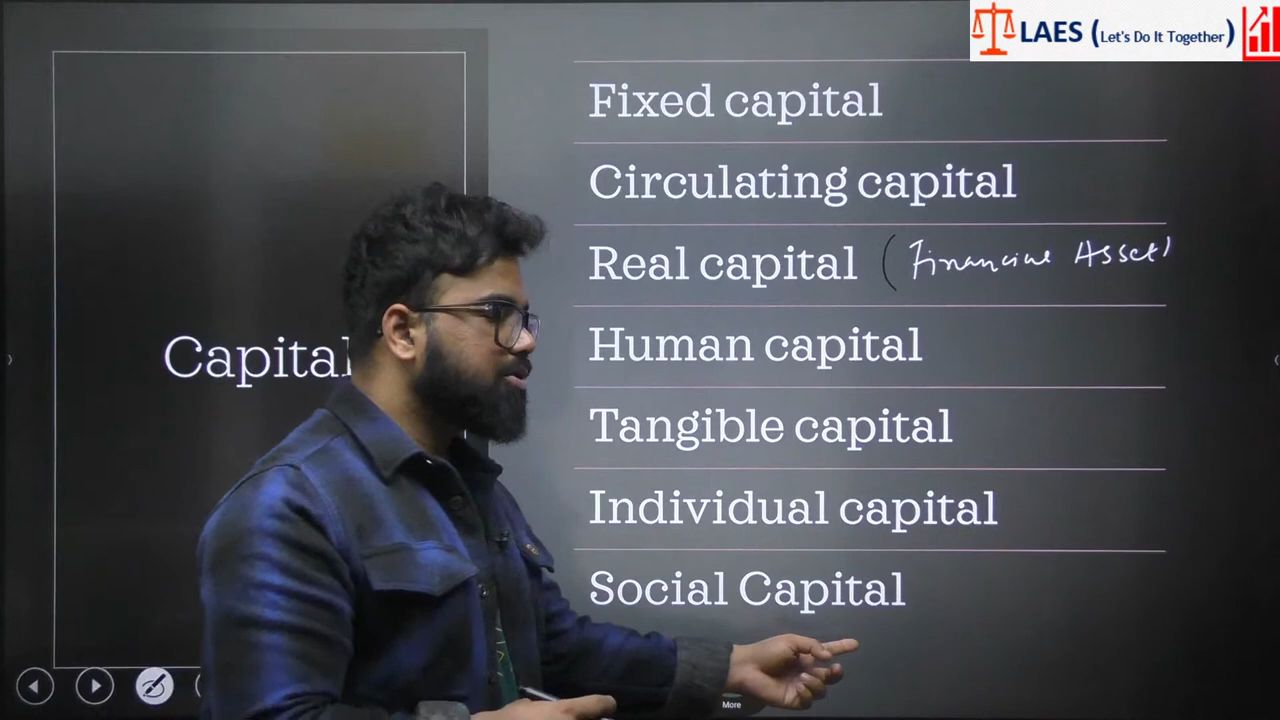 LAES (Let's Do It Together)
Capital
Fixed capital
Circulating capital
Real capital (Financial Asset)
Human capital
Tangible capital
Individual capital
Social Capital
More